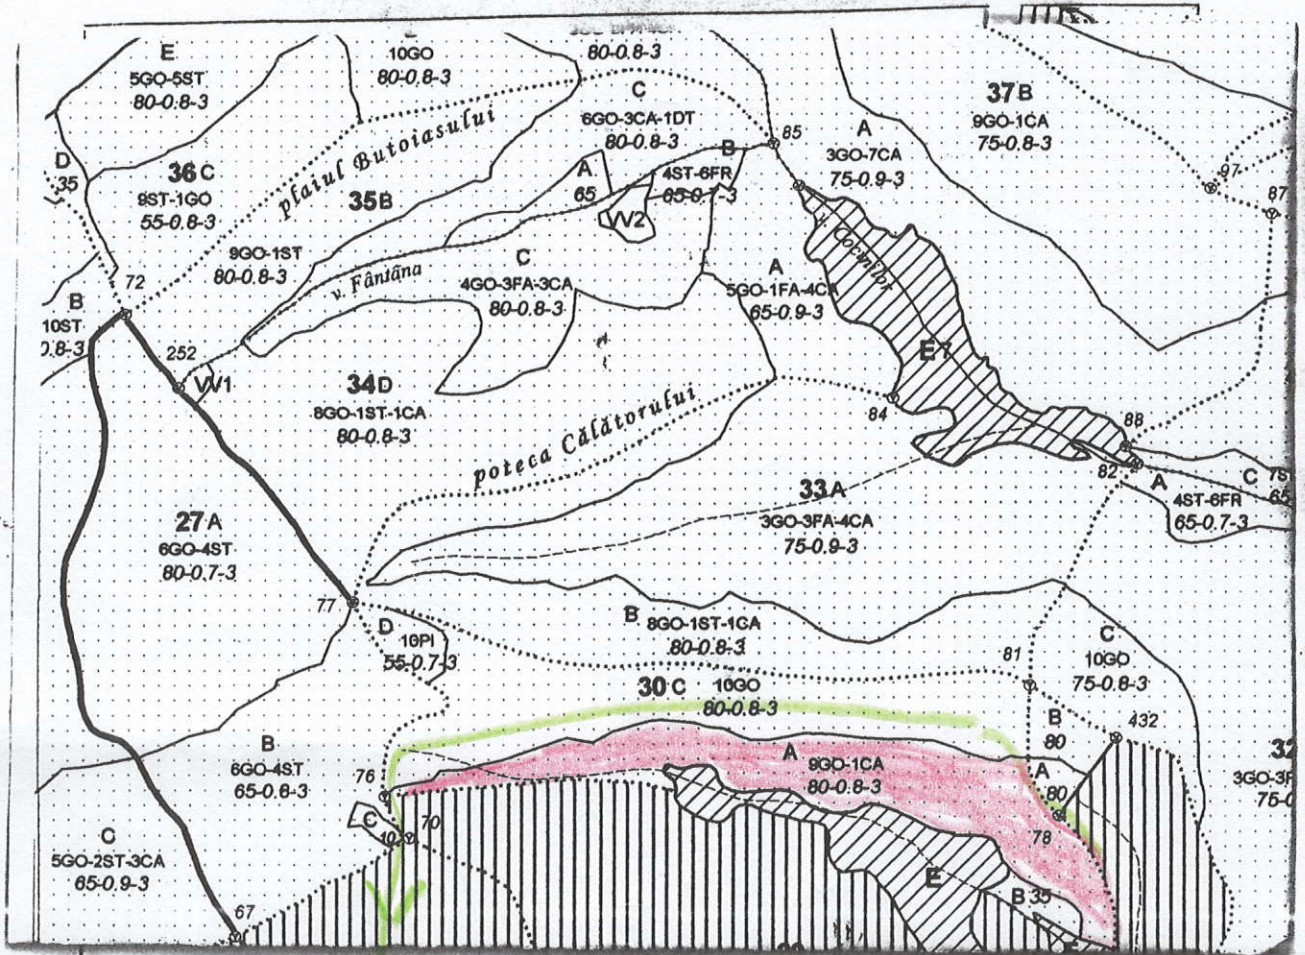 E
5GO-5ST
80-0.8-3
10GO
80-0.8-3
80-0.8-3
C
6GO-3CA-1DT
80-0.8-3
85
A
3GO-7CA
75-0.9-3
37B
9GO-1CA
75-0.8-3
97
87
D
35
36C
9ST-1GO
55-0.8-3
plaiul Butoiasului
35B
9GO-1ST
80-0.8-3
A
65
B
4ST-6FR
VV2
v. Fântâna
C
4GO-3FA-3CA
80-0.8-3
A
5GO-1FA-4CA
65-0.9-3
v. Cocinilor
E
72
B
10ST
0.8-3
252
VV1
34D
8GO-1ST-1CA
80-0.8-3
poteca Călătorului
84
88
82
A
4ST-6FR
65-0.7-3
C
33A
3GO-3FA-4CA
75-0.9-3
27A
6GO-4ST
80-0.7-3
77
D
10PI
55-0.7-3
B
8GO-1ST-1CA
80-0.8-3
81
C
10GO
75-0.8-3
30C
10GO
80-0.8-3
B
80
432
B
6GO-4ST
65-0.8-3
76
A
9GO-1CA
80-0.8-3
A
80
78
32
C
10
70
C
5GO-2ST-3CA
65-0.9-3
67
E
B 35